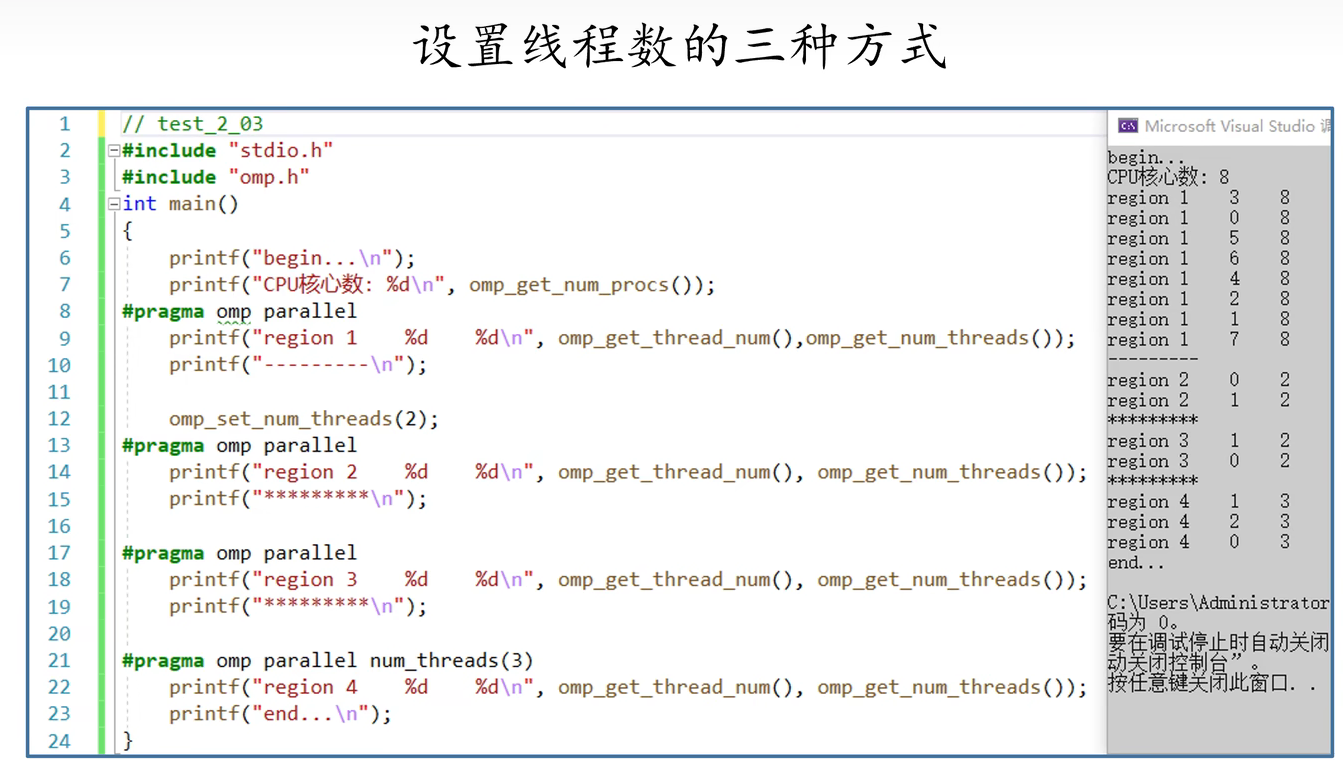 设置线程数的三种方式
1 // test_2_03
2 #include "stdio.h"
3 #include "omp.h"
4 int main()
5 {
6 printf("begin...\n");
7 printf("CPU核心数: %d\n", omp_get_num_procs());
8 #pragma omp parallel
9 printf("region 1    %d    %d\n", omp_get_thread_num(),omp_get_num_threads());
10 printf("---------\n");
11
12 omp_set_num_threads(2);
13 #pragma omp parallel
14 printf("region 2    %d    %d\n", omp_get_thread_num(), omp_get_num_threads());
15 printf("*********\n");
16
17 #pragma omp parallel
18 printf("region 3    %d    %d\n", omp_get_thread_num(), omp_get_num_threads());
19 printf("*********\n");
20
21 #pragma omp parallel num_threads(3)
22 printf("region 4    %d    %d\n", omp_get_thread_num(), omp_get_num_threads());
23 printf("end...\n");
24 }
Microsoft Visual Studio 调
begin...
CPU核心数: 8
region 1    3    8
region 1    0    8
region 1    5    8
region 1    6    8
region 1    4    8
region 1    2    8
region 1    1    8
region 1    7    8
---------
region 2    0    2
region 2    1    2
*********
region 3    1    2
region 3    0    2
*********
region 4    1    3
region 4    2    3
region 4    0    3
end...
C:\Users\Administrator
码为 0。
要在调试停止时自动关闭
动关闭控制台”。
按任意键关闭此窗口. .